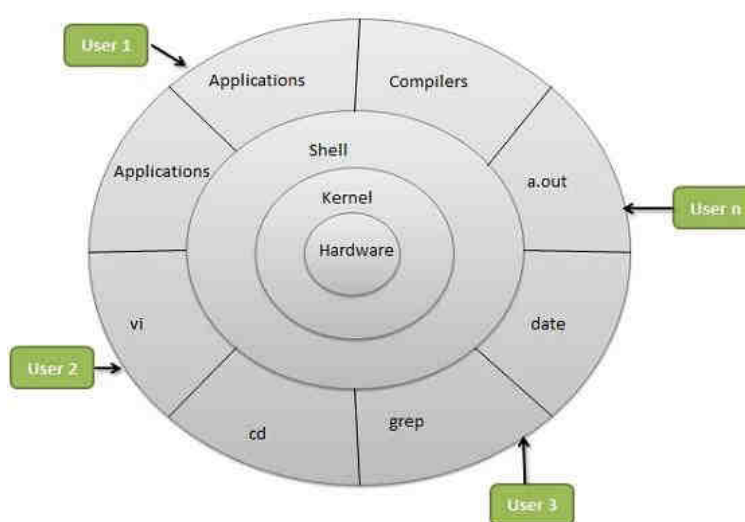 User 1
Applications
Compilers
Shell
Applications
a.out
Kernel
User n
Hardware
vi
date
User 2
cd
grep
User 3